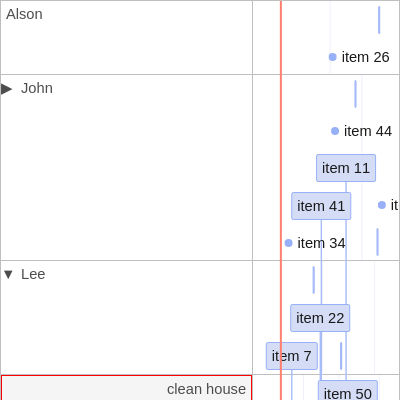 Alson
item 26
▶ John
item 44
item 11
item 41
it
item 34
▼ Lee
item 22
item 7
clean house
item 50